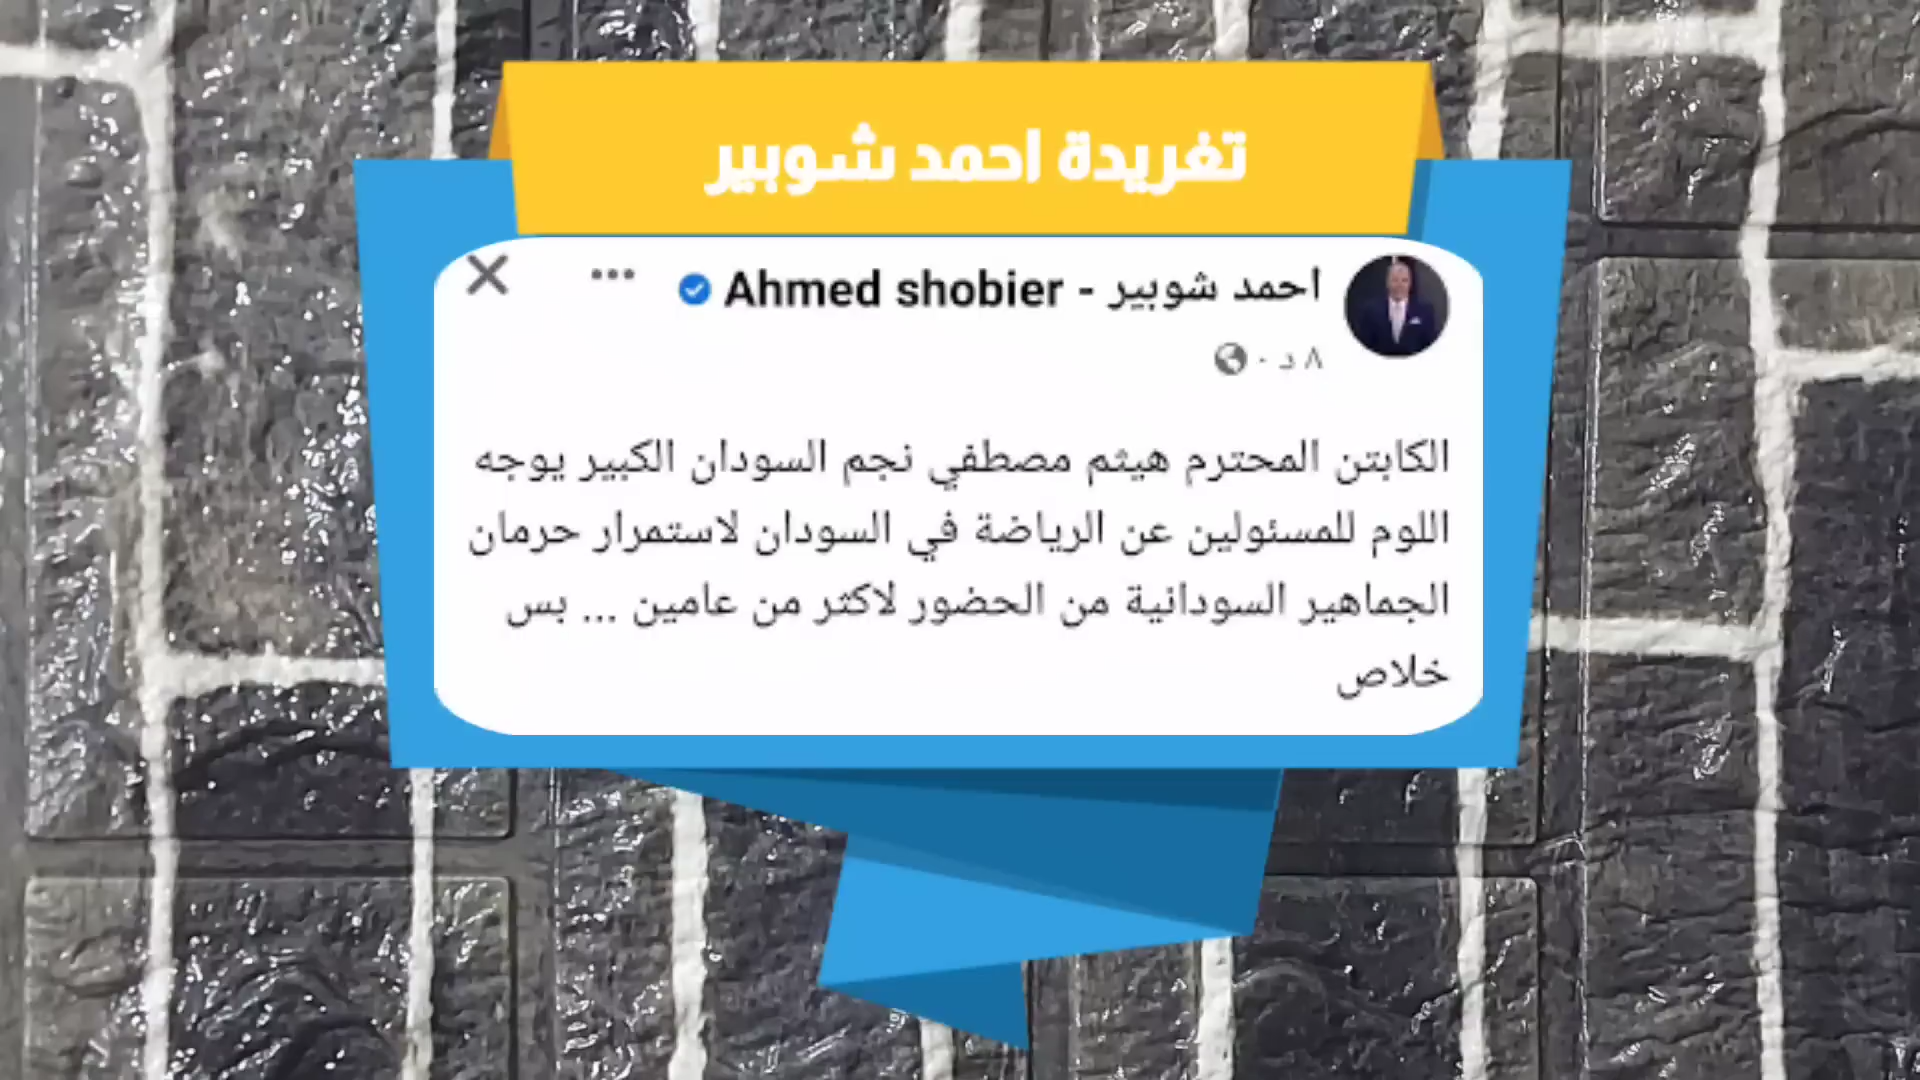 تغريدة احمد شوبير
احمد شوبير - Ahmed shobier
٨ د ·
الكابتن المحترم هيثم مصطفي نجم السودان الكبير يوجه
اللوم للمسئولين عن الرياضة في السودان لاستمرار حرمان
الجماهير السودانية من الحضور لاكثر من عامين ... بس
خلاص